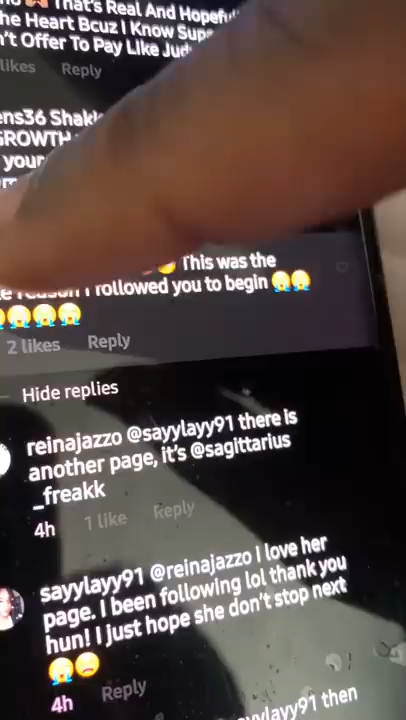 That's Real And Hopeful
he Heart Bcuz I Know Sup
't Offer To Pay Like Jud
likes Reply
ens36 Shak
GROWTH
your
This was the
I followed you to begin 😭😭
😭😭😭😭
2 likes Reply
Hide replies
reinajazzo @sayylayy91 there is
another page, it's @sagittarius
_freakk
4h 1 like Reply
sayylayy91 @reinajazzo I love her
page. I been following lol thank you
hun! I just hope she don't stop next
😭😩
4h Reply
ayylayy91 then